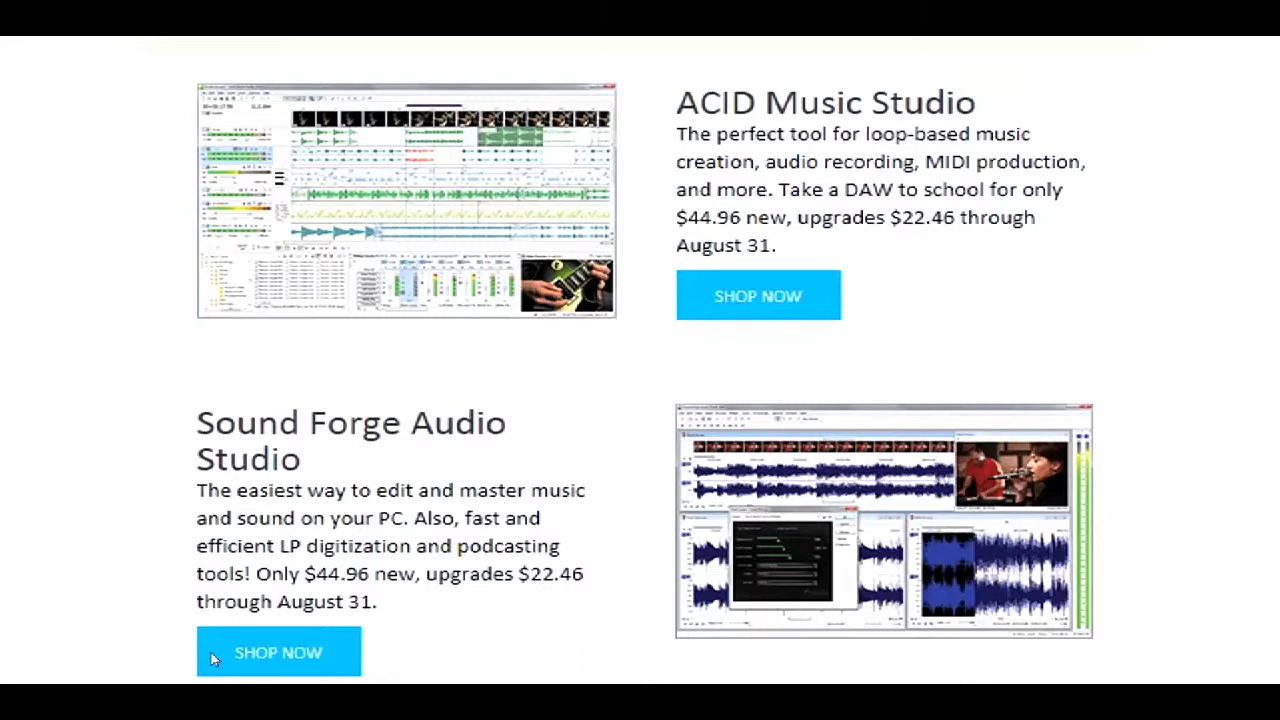 ACID Music Studio
The perfect tool for loop-based music
creation, audio recording, MIDI production,
and more. Take a DAW to school for only
$44.96 new, upgrades $22.46 through
August 31.
SHOP NOW
Sound Forge Audio
Studio
The easiest way to edit and master music
and sound on your PC. Also, fast and
efficient LP digitization and podcasting
tools! Only $44.96 new, upgrades $22.46
through August 31.
SHOP NOW